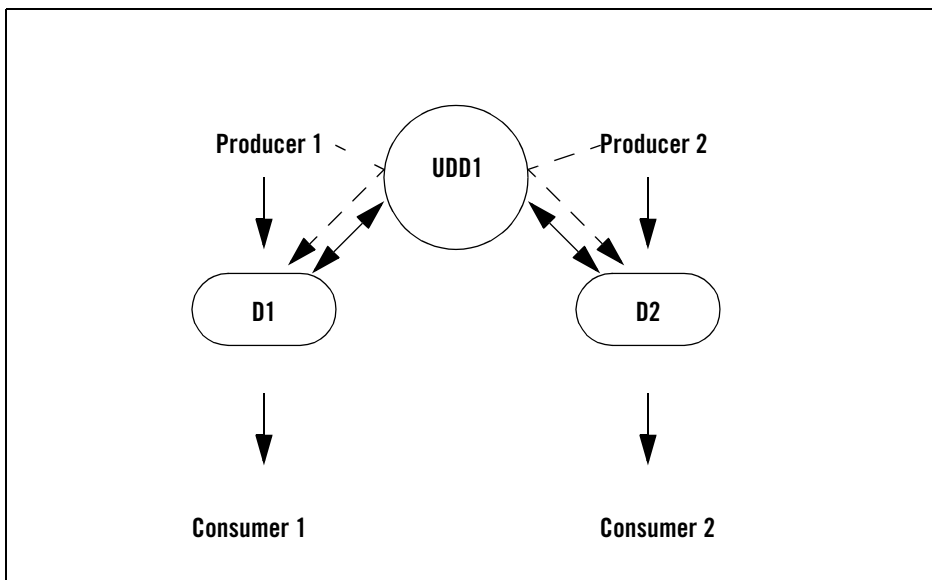 Producer 1
UDD1
Producer 2
D1
D2
Consumer 1
Consumer 2